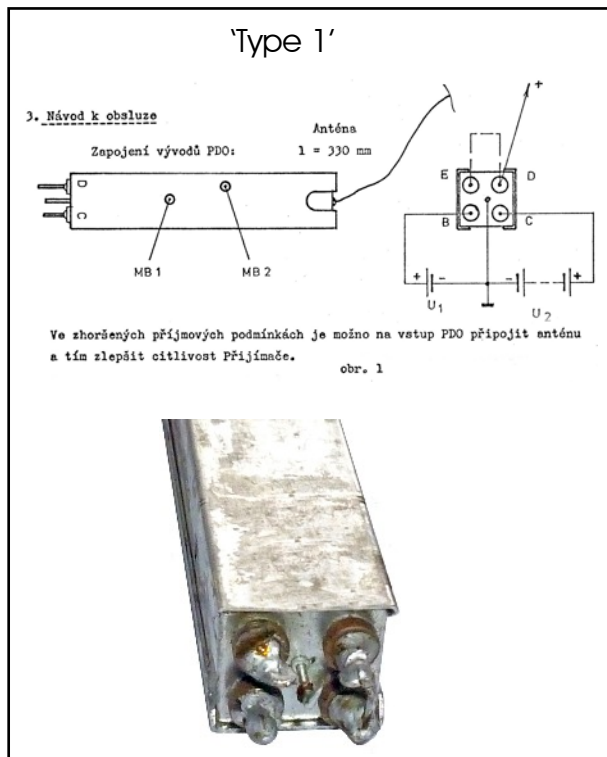 ‘Type 1’
3. Návod k obsluze
Anténa
Zapojení vývodů PDO: l = 330 mm
D
C
MB 1
MB 2
+
E
D
B
C
+
-
-
+
U1
U2
Ve zhoršených příjmových podmínkách je možno na vstup PDO připojit anténu
a tím zlepšit citlivost Přijímače.
obr. 1